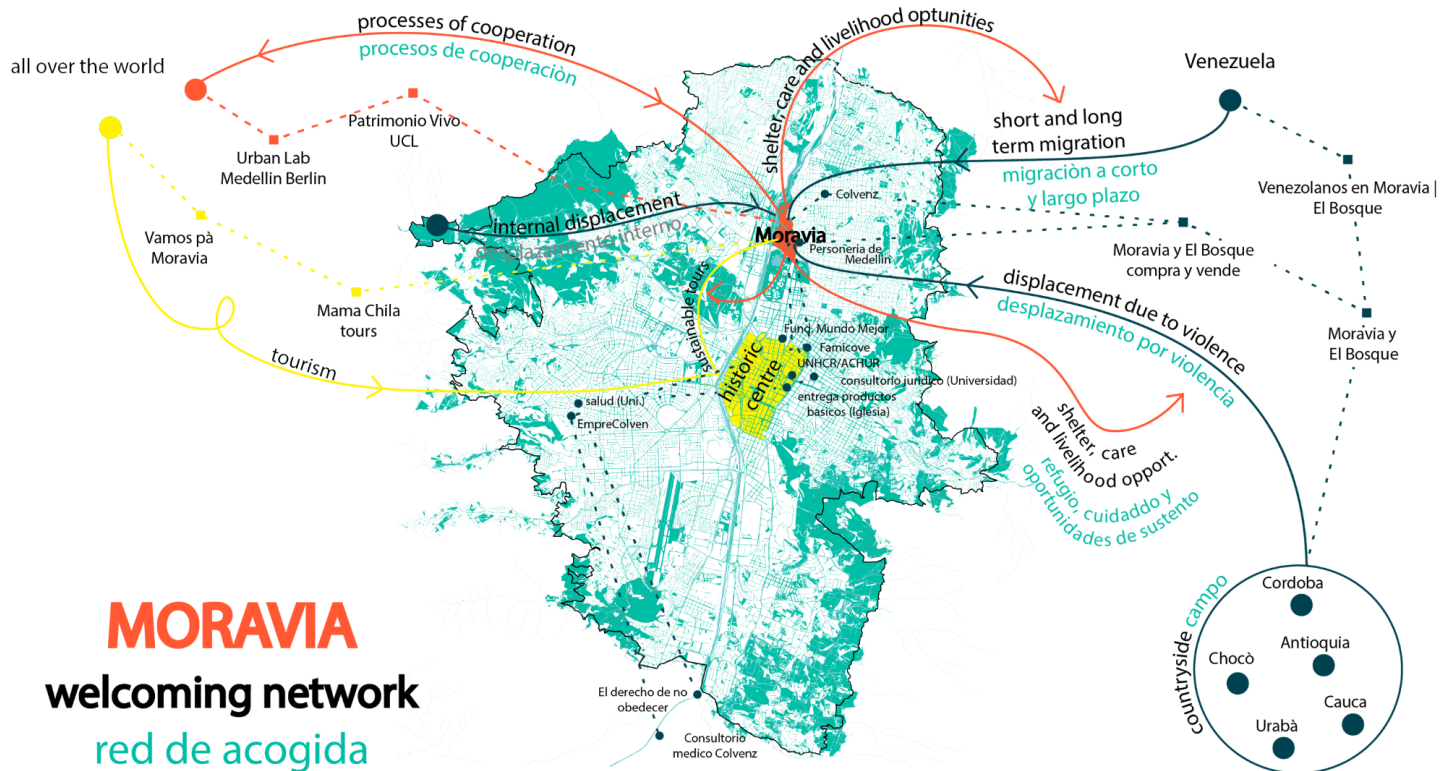 processes of cooperation
procesos de cooperaciòn
all over the world
Urban Lab
Medellin Berlin
Patrimonio Vivo
UCL
Vamos pà
Moravia
Mama Chila
tours
tourism
internal displacement
desplazamiento interno
shelter, care and livelihood optunities
Venezuela
short and long
term migration
migraciòn a corto
y largo plazo
Venezolanos en Moravia |
El Bosque
Moravia y El Bosque
compra y vende
Moravia y
El Bosque
Colvenz
Moravia
Personeria de
Medellin
sustainable tours
displacement due to violence
desplazamiento por violencia
Fung. Mundo Mejor
Famicove
UNHCR/ACHUR
consultorio juridico (Universidad)
entrega productos
basicos (Iglesia)
historic
centre
salud (Uni.)
EmpreColven
shelter, care
and livelihood opport.
refugio, cuidaddo y
oportunidades de sustento
countryside campo
Cordoba
Antioquia
Chocò
Cauca
Urabà
El derecho de no
obedecer
Consultorio
medico Colvenz
MORAVIA
welcoming network
red de acogida